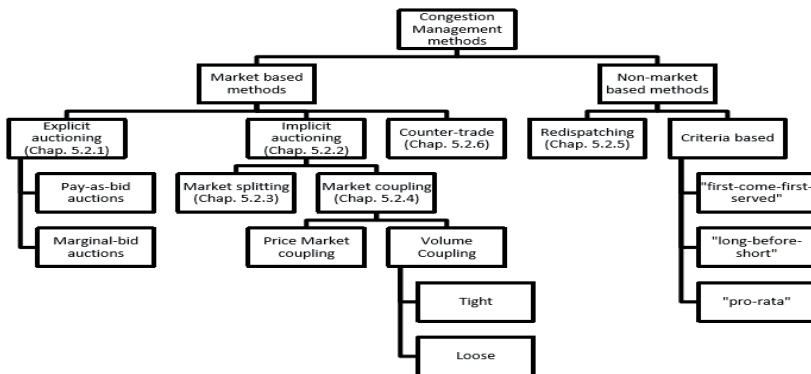 Congestion
Management
methods
Market based
methods
Non-market
based methods
Explicit
auctioning
(Chap. 5.2.1)
Implicit
auctioning
(Chap. 5.2.2)
Counter-trade
(Chap. 5.2.6)
Redispatching
(Chap. 5.2.5)
Criteria based
Pay-as-bid
auctions
Market splitting
(Chap. 5.2.3)
Market coupling
(Chap. 5.2.4)
"first-come-first-
served"
Marginal-bid
auctions
Price Market
coupling
Volume
Coupling
"long-before-
short"
Tight
"pro-rata"
Loose